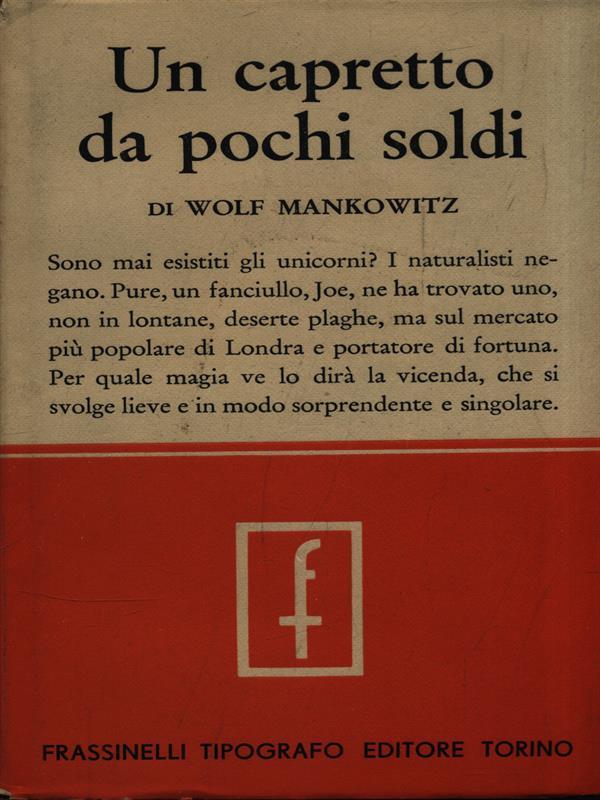 Un capretto
da pochi soldi
DI WOLF MANKOWITZ
Sono mai esistiti gli unicorni? I naturalisti ne-
gano. Pure, un fanciullo, Joe, ne ha trovato uno,
non in lontane, deserte plaghe, ma sul mercato
più popolare di Londra e portatore di fortuna.
Per quale magia ve lo dirà la vicenda, che si
svolge lieve e in modo sorprendente e singolare.
f
FRASSINELLI TIPOGRAFO EDITORE TORINO